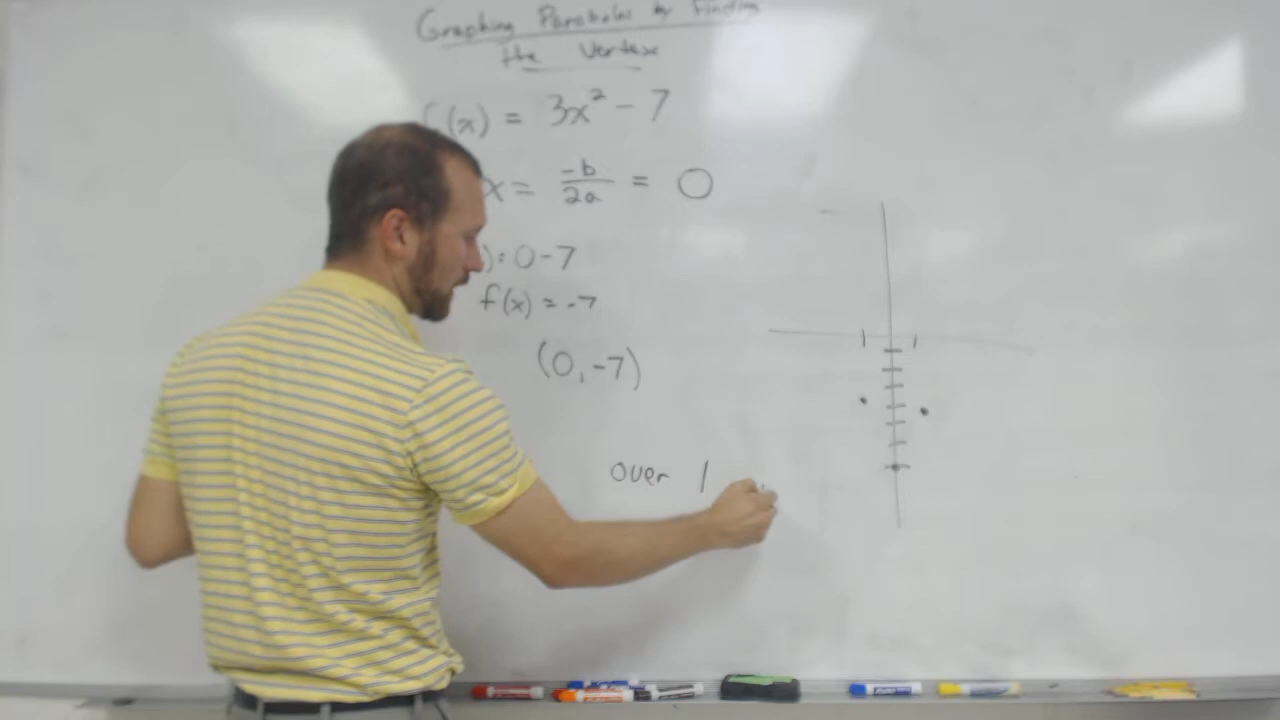 Graphing Parabolas by Finding
the Vertex
f(x) = 3x² - 7
x = -b/2a = 0
): 0-7
f(x) = -7
(0, -7)
over 1